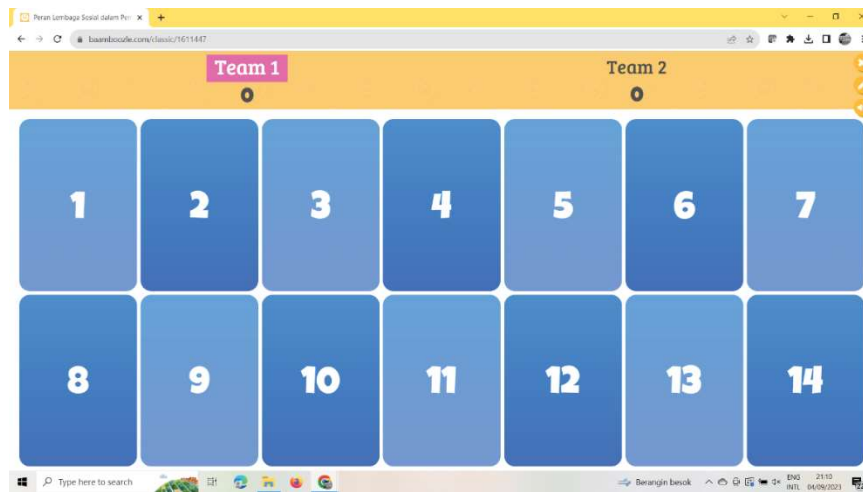 Peran Lembaga Sosial dalam Per
baamboozle.com/classic/1611447
Team 1
Team 2
0
0
1
2
3
4
5
6
7
8
9
10
11
12
13
14
Type here to search
Berangin besok
ENG
INTL
21:10
04/09/2023